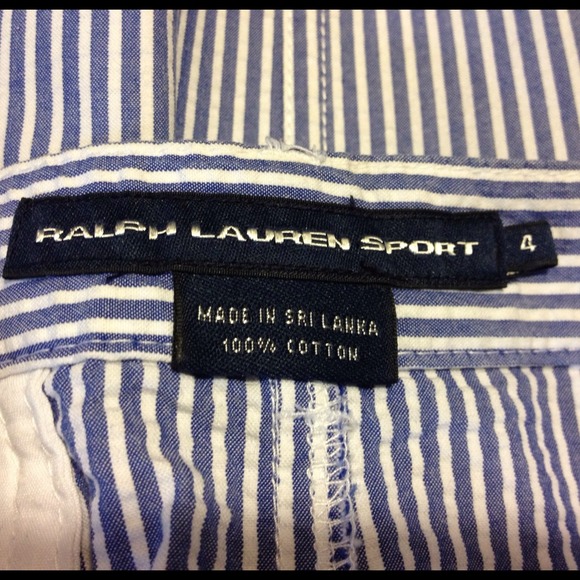 RALPH LAUREN SPORT 4
MADE IN SRI LANKA
100% COTTON